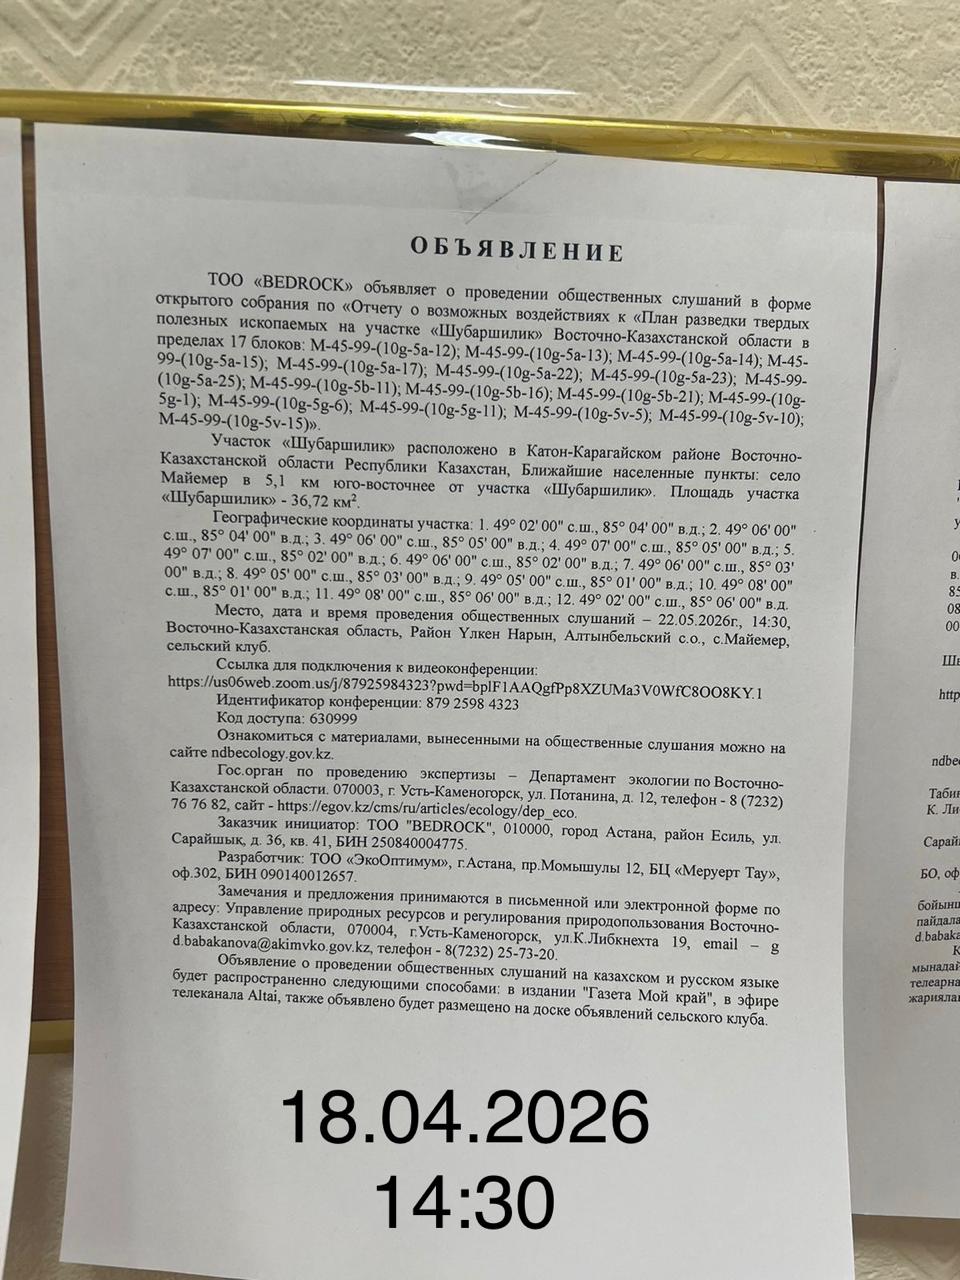 ОБЪЯВЛЕНИЕ
ТОО «BEDROCK» объявляет о проведении общественных слушаний в форме
открытого собрания по «Отчету о возможных воздействиях к «План разведки твердых
полезных ископаемых на участке «Шубаршилик» Восточно-Казахстанской области в
пределах 17 блоков: М-45-99-(10g-5a-12); М-45-99-(10g-5a-13); М-45-99-(10g-5a-14); М-45-
99-(10g-5a-15); М-45-99-(10g-5a-17); М-45-99-(10g-5a-22); М-45-99-(10g-5a-23); М-45-99-
(10g-5a-25); М-45-99-(10g-5b-11); М-45-99-(10g-5b-16); М-45-99-(10g-5b-21); М-45-99-(10g-
5g-1); М-45-99-(10g-5g-6); М-45-99-(10g-5g-11); М-45-99-(10g-5v-5); М-45-99-(10g-5v-10);
М-45-99-(10g-5v-15)».
Участок «Шубаршилик» расположено в Катон-Карагайском районе Восточно-
Казахстанской области Республики Казахстан, Ближайшие населенные пункты: село
Майемер в 5,1 км юго-восточнее от участка «Шубаршилик». Площадь участка
«Шубаршилик» - 36,72 км².
Географические координаты участка: 1. 49° 02' 00" с.ш., 85° 04' 00" в.д.; 2. 49° 06' 00"
с.ш., 85° 04' 00" в.д.; 3. 49° 06' 00" с.ш., 85° 05' 00" в.д.; 4. 49° 07' 00" с.ш., 85° 05' 00" в.д.; 5.
49° 07' 00" с.ш., 85° 02' 00" в.д.; 6. 49° 06' 00" с.ш., 85° 02' 00" в.д.; 7. 49° 06' 00" с.ш., 85° 03'
00" в.д.; 8. 49° 05' 00" с.ш., 85° 03' 00" в.д.; 9. 49° 05' 00" с.ш., 85° 01' 00" в.д.; 10. 49° 08' 00"
с.ш., 85° 01' 00" в.д.; 11. 49° 08' 00" с.ш., 85° 06' 00" в.д.; 12. 49° 02' 00" с.ш., 85° 06' 00" в.д.
Место, дата и время проведения общественных слушаний – 22.05.2026г., 14:30,
Восточно-Казахстанская область, Район Үлкен Нарын, Алтынбельский с.о., с.Майемер,
сельский клуб.
Ссылка для подключения к видеоконференции:
https://us06web.zoom.us/j/87925984323?pwd=bplF1AAQgfPp8XZUMa3V0WfC8OO8KY.1
Идентификатор конференции: 879 2598 4323
Код доступа: 630999
Ознакомиться с материалами, вынесенными на общественные слушания можно на
сайте ndbecology.gov.kz.
Гос.орган по проведению экспертизы – Департамент экологии по Восточно-
Казахстанской области. 070003, г. Усть-Каменогорск, ул. Потанина, д. 12, телефон - 8 (7232)
76 76 82, сайт - https://egov.kz/cms/ru/articles/ecology/dep_eco.
Заказчик инициатор: ТОО "BEDROCK", 010000, город Астана, район Есиль, ул.
Сарайшык, д. 36, кв. 41, БИН 250840004775.
Разработчик: ТОО «ЭкоОптимум», г.Астана, пр.Момышулы 12, БЦ «Меруерт Тау»,
оф.302, БИН 090140012657.
Замечания и предложения принимаются в письменной или электронной форме по
адресу: Управление природных ресурсов и регулирования природопользования Восточно-
Казахстанской области, 070004, г.Усть-Каменогорск, ул.К.Либкнехта 19, email – g
d.babakanova@akimvko.gov.kz, телефон - 8(7232) 25-73-20.
Объявление о проведении общественных слушаний на казахском и русском языке
будет распространено следующими способами: в издании "Газета Мой край", в эфире
телеканала Altai, также объявлено будет размещено на доске объявлений сельского клуба.
18.04.2026
14:30